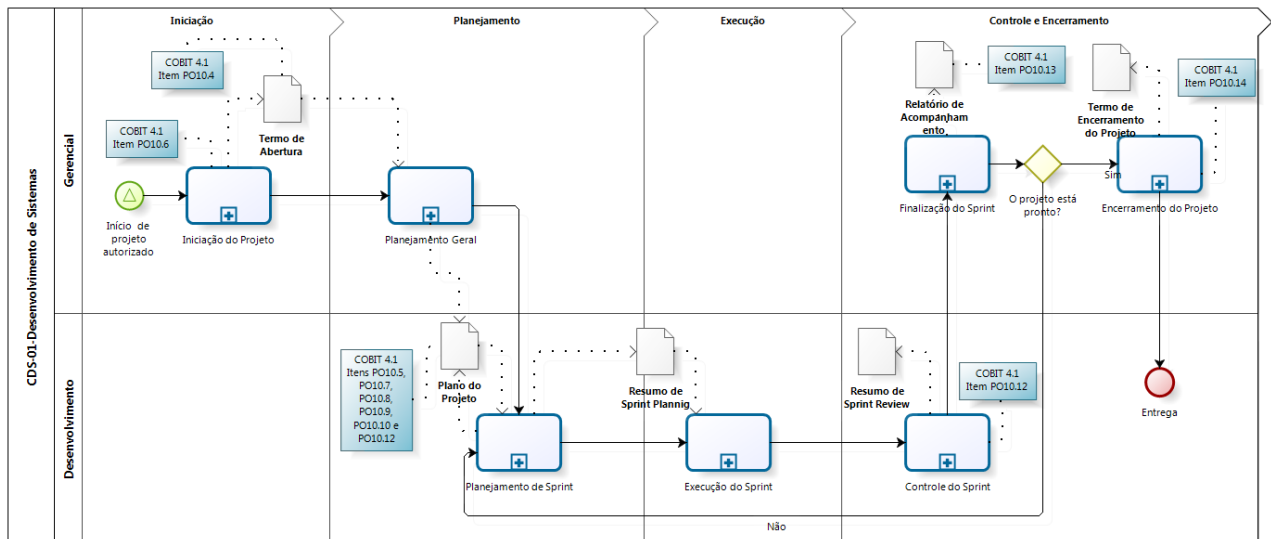 CDS-01-Desenvolvimento de Sistemas
Iniciação
Planejamento
Execução
Controle e Encerramento
Gerencial
COBIT 4.1
Item PO10.4
COBIT 4.1
Item PO10.6
Termo de
Abertura
Início de
projeto
autorizado
Iniciação do Projeto
Planejamento Geral
COBIT 4.1
Item PO10.13
Relatório de
Acompanham
ento
Finalização do Sprint
O projeto está
pronto?
Sim
COBIT 4.1
Item PO10.14
Termo de
Encerramento
do Projeto
Encerramento do Projeto
Desenvolvimento
COBIT 4.1
Itens PO10.5,
PO10.7,
PO10.8,
PO10.9,
PO10.10 e
PO10.12
Plano do
Projeto
Planejamento de Sprint
Resumo de
Sprint Plannig
Execução do Sprint
Resumo de
Sprint Review
COBIT 4.1
Item PO10.12
Controle do Sprint
Entrega
Não